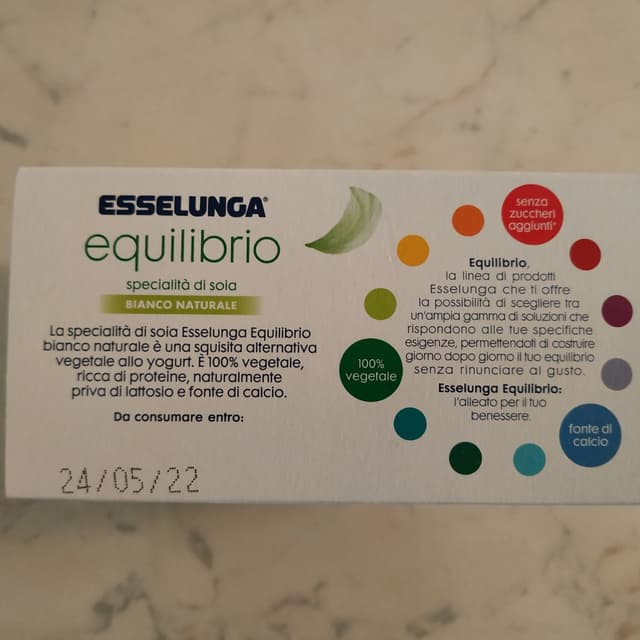 ESSELUNGA®
equilibrio
specialità di soia
BIANCO NATURALE
La specialità di soia Esselunga Equilibrio
bianco naturale è una squisita alternativa
vegetale allo yogurt. È 100% vegetale,
ricca di proteine, naturalmente
priva di lattosio e fonte di calcio.
Da consumare entro:
24/05/22
senza
zuccheri
aggiunti*
Equilibrio,
la linea di prodotti
Esselunga che ti offre
la possibilità di scegliere tra
un'ampia gamma di soluzioni che
rispondono alle tue specifiche
esigenze, permettendoti di costruire
giorno dopo giorno il tuo equilibrio
senza rinunciare al gusto.
Esselunga Equilibrio:
l'alleato per il tuo
benessere.
100%
vegetale
fonte di
calcio